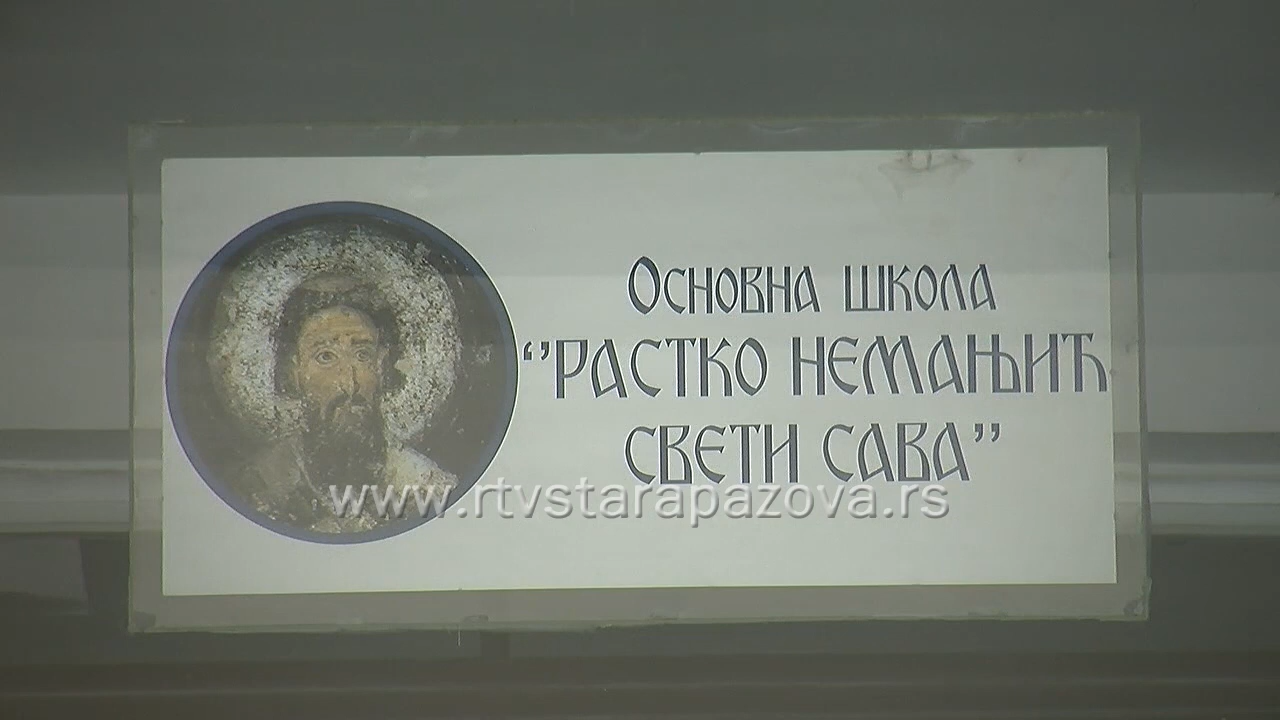 Основна школа
‘’Растко Немањић
Свети Сава’’
www.rtvstarapazova.rs